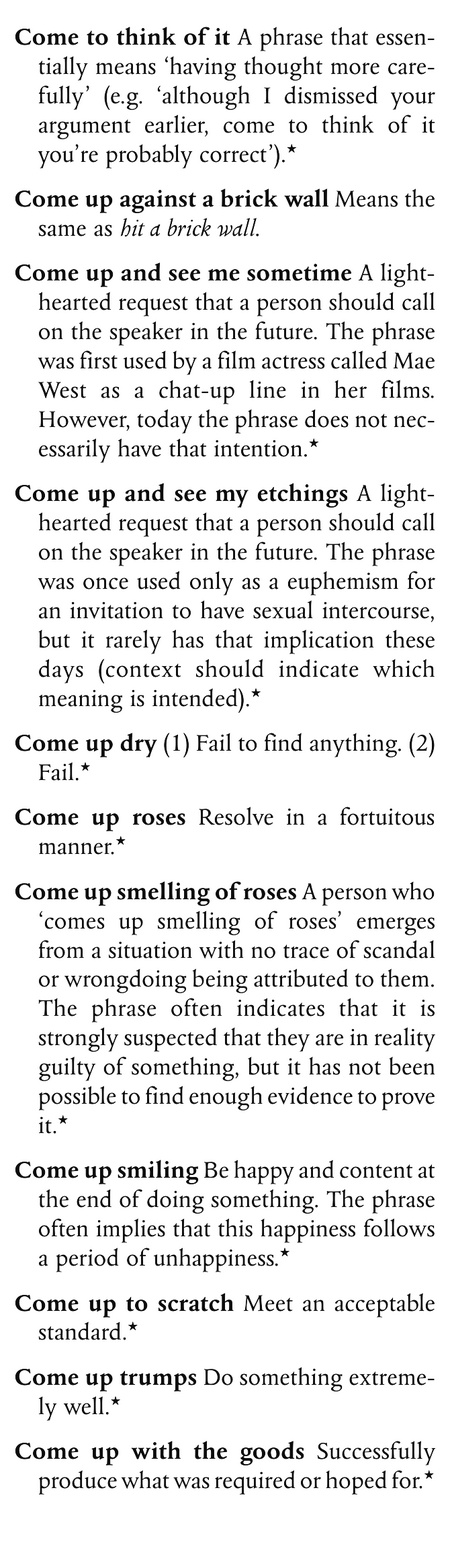 Come to think of it A phrase that essen-
tially means ‘having thought more care-
fully’ (e.g. ‘although I dismissed your
argument earlier, come to think of it
you’re probably correct’).★
Come up against a brick wall Means the
same as hit a brick wall.
Come up and see me sometime A light-
hearted request that a person should call
on the speaker in the future. The phrase
was first used by a film actress called Mae
West as a chat-up line in her films.
However, today the phrase does not nec-
essarily have that intention.★
Come up and see my etchings A light-
hearted request that a person should call
on the speaker in the future. The phrase
was once used only as a euphemism for
an invitation to have sexual intercourse,
but it rarely has that implication these
days (context should indicate which
meaning is intended).★
Come up dry (1) Fail to find anything. (2)
Fail.★
Come up roses Resolve in a fortuitous
manner.★
Come up smelling of roses A person who
‘comes up smelling of roses’ emerges
from a situation with no trace of scandal
or wrongdoing being attributed to them.
The phrase often indicates that it is
strongly suspected that they are in reality
guilty of something, but it has not been
possible to find enough evidence to prove
it.★
Come up smiling Be happy and content at
the end of doing something. The phrase
often implies that this happiness follows
a period of unhappiness.★
Come up to scratch Meet an acceptable
standard.★
Come up trumps Do something extreme-
ly well.★
Come up with the goods Successfully
produce what was required or hoped for.★